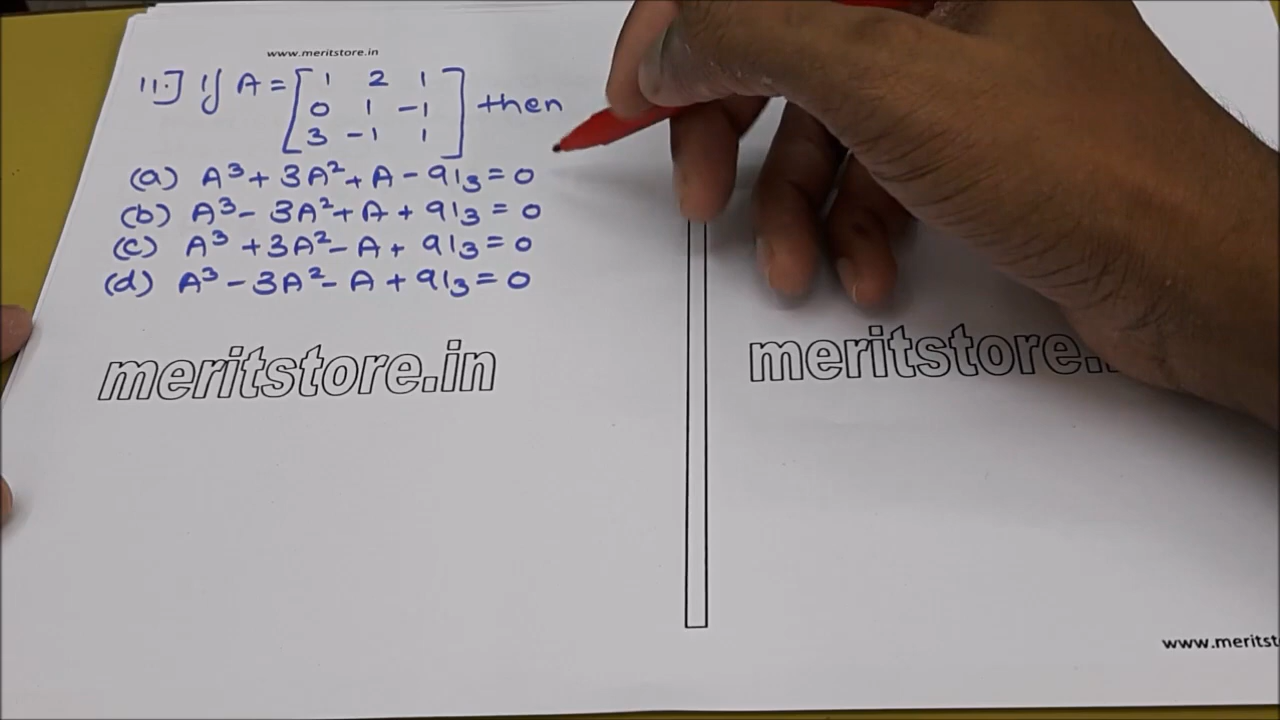 www.meritstore.in
11.] If A = [ 1 2 1
0 1 -1
3 -1 1 ] then
(a) A³ + 3A² + A - 9I₃ = 0
(b) A³ - 3A² + A + 9I₃ = 0
(c) A³ + 3A² - A + 9I₃ = 0
(d) A³ - 3A² - A + 9I₃ = 0
meritstore.in
meritstore.
www.meritst